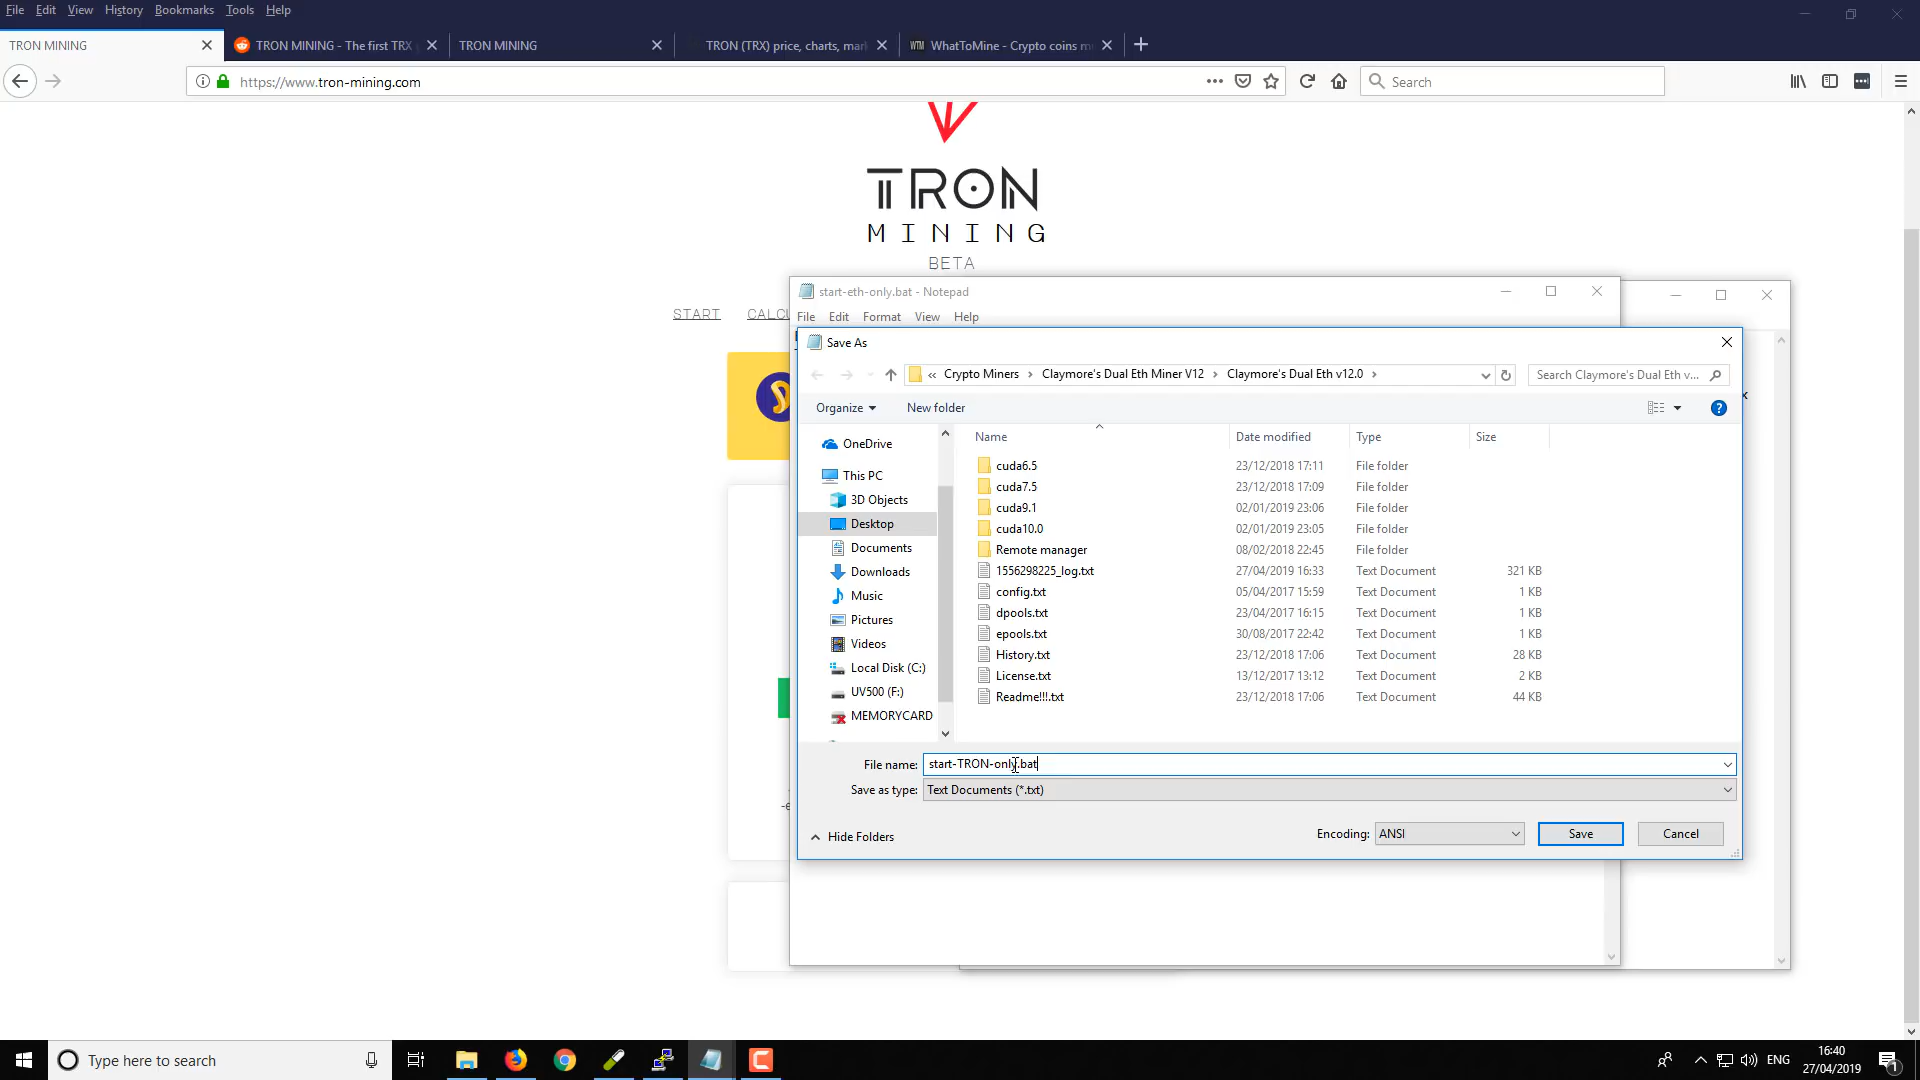 File Edit View History Bookmarks Tools Help
TRON MINING
TRON MINING - The first TRX
TRON MINING
TRON (TRX) price, charts, mar
WTM WhatToMine - Crypto coins m
https://www.tron-mining.com
Search
TRON
MINING
BETA
START
CALCU
start-eth-only.bat - Notepad
File Edit Format View Help
Save As
« Crypto Miners › Claymore's Dual Eth Miner V12 › Claymore's Dual Eth v12.0 ›
Search Claymore's Dual Eth v...
Organize
New folder
OneDrive
This PC
3D Objects
Desktop
Documents
Downloads
Music
Pictures
Videos
Local Disk (C:)
UV500 (F:)
MEMORYCARD
Name Date modified Type Size
cuda6.5 23/12/2018 17:11 File folder
cuda7.5 23/12/2018 17:09 File folder
cuda9.1 02/01/2019 23:06 File folder
cuda10.0 02/01/2019 23:05 File folder
Remote manager 08/02/2018 22:45 File folder
1556298225_log.txt 27/04/2019 16:33 Text Document 321 KB
config.txt 05/04/2017 15:59 Text Document 1 KB
dpools.txt 23/04/2017 16:15 Text Document 1 KB
epools.txt 30/08/2017 22:42 Text Document 1 KB
History.txt 23/12/2018 17:06 Text Document 28 KB
License.txt 13/12/2017 13:12 Text Document 2 KB
Readme!!!.txt 23/12/2018 17:06 Text Document 44 KB
File name: start-TRON-only.bat
Save as type: Text Documents (*.txt)
-e
Hide Folders
Encoding: ANSI
Save
Cancel
Type here to search
ENG
16:40
27/04/2019
1